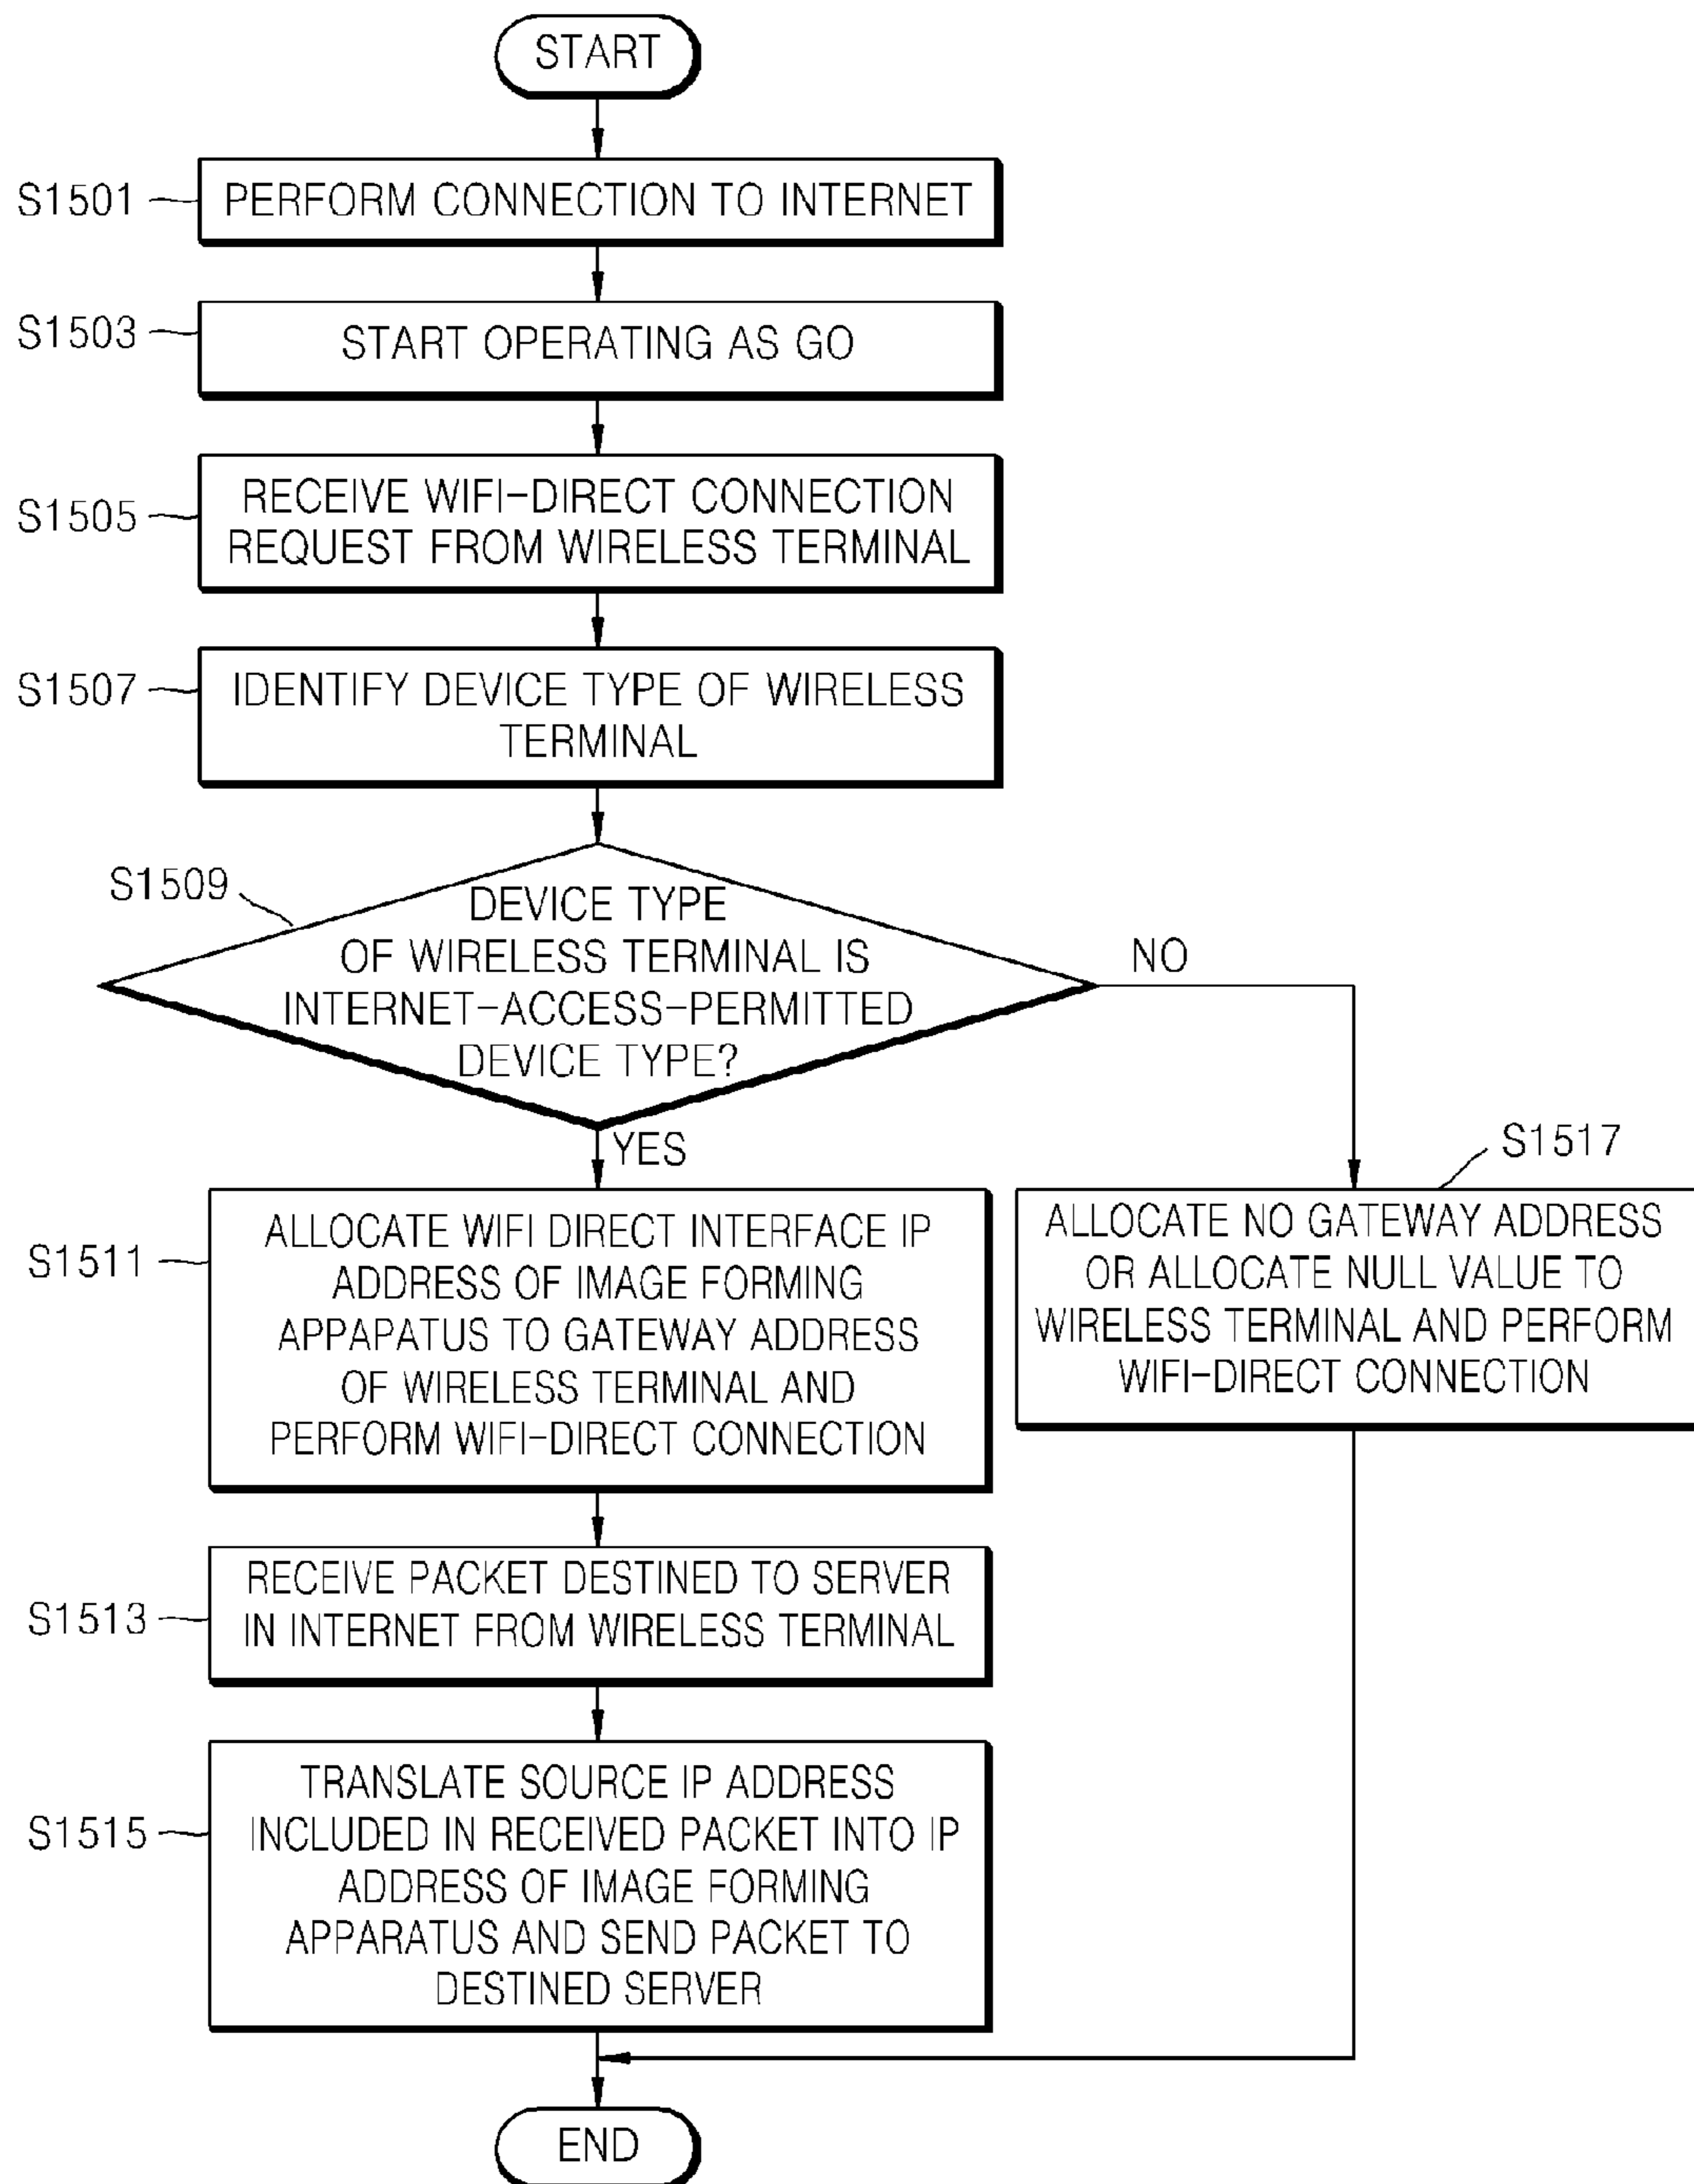 START
S1501
PERFORM CONNECTION TO INTERNET
S1503
START OPERATING AS GO
S1505
RECEIVE WIFI-DIRECT CONNECTION
REQUEST FROM WIRELESS TERMINAL
S1507
IDENTIFY DEVICE TYPE OF WIRELESS
TERMINAL
S1509
DEVICE TYPE
OF WIRELESS TERMINAL IS
INTERNET-ACCESS-PERMITTED
DEVICE TYPE?
NO
YES
S1511
ALLOCATE WIFI DIRECT INTERFACE IP
ADDRESS OF IMAGE FORMING
APPAPATUS TO GATEWAY ADDRESS
OF WIRELESS TERMINAL AND
PERFORM WIFI-DIRECT CONNECTION
S1517
ALLOCATE NO GATEWAY ADDRESS
OR ALLOCATE NULL VALUE TO
WIRELESS TERMINAL AND PERFORM
WIFI-DIRECT CONNECTION
S1513
RECEIVE PACKET DESTINED TO SERVER
IN INTERNET FROM WIRELESS TERMINAL
S1515
TRANSLATE SOURCE IP ADDRESS
INCLUDED IN RECEIVED PACKET INTO IP
ADDRESS OF IMAGE FORMING
APPARATUS AND SEND PACKET TO
DESTINED SERVER
END